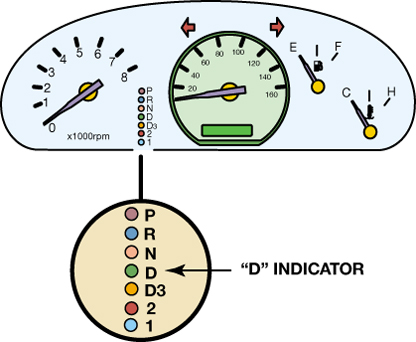 0
1
2
3
4
5
6
7
8
x1000rpm
P
R
N
D
D3
2
1
20
40
60
80
100
120
140
160
E
F
C
H
P
R
N
D
D3
2
1
“D” INDICATOR